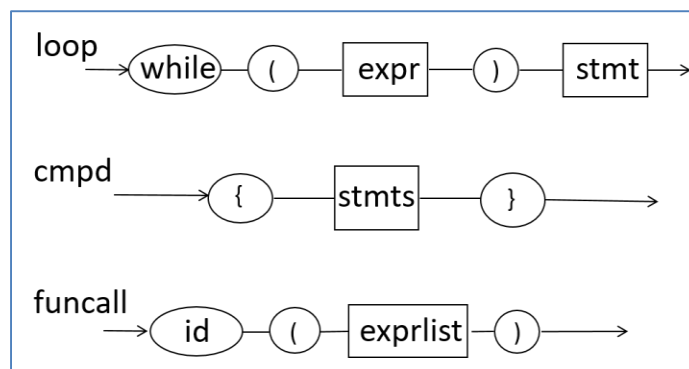 loop
while ( expr ) stmt
cmpd
{ stmts }
funcall
id ( exprlist )